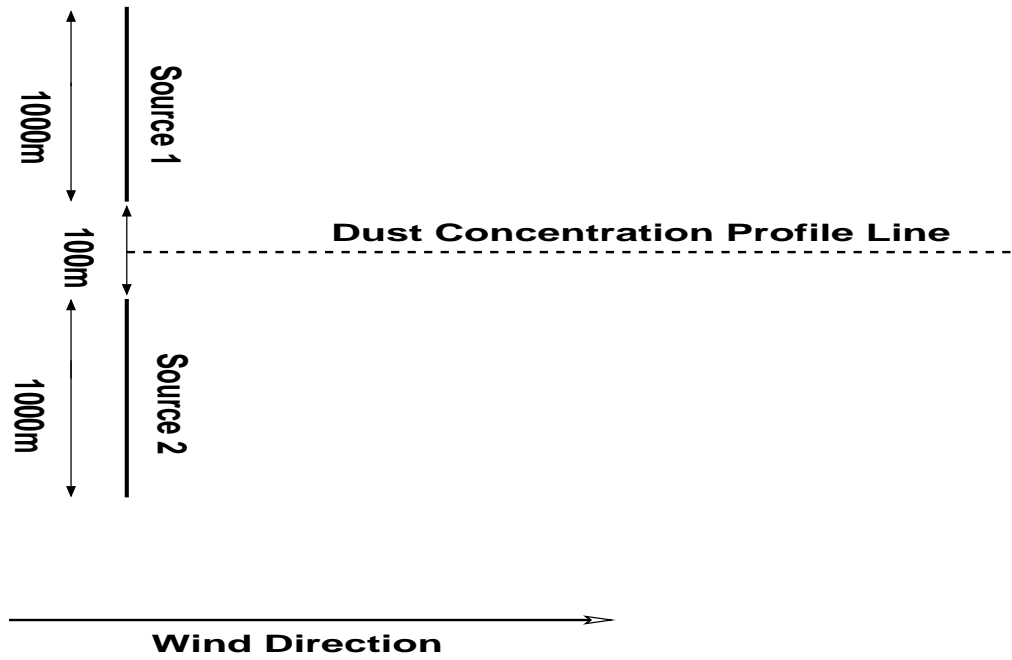 Source 1
1000m
Dust Concentration Profile Line
100m
Source 2
1000m
Wind Direction